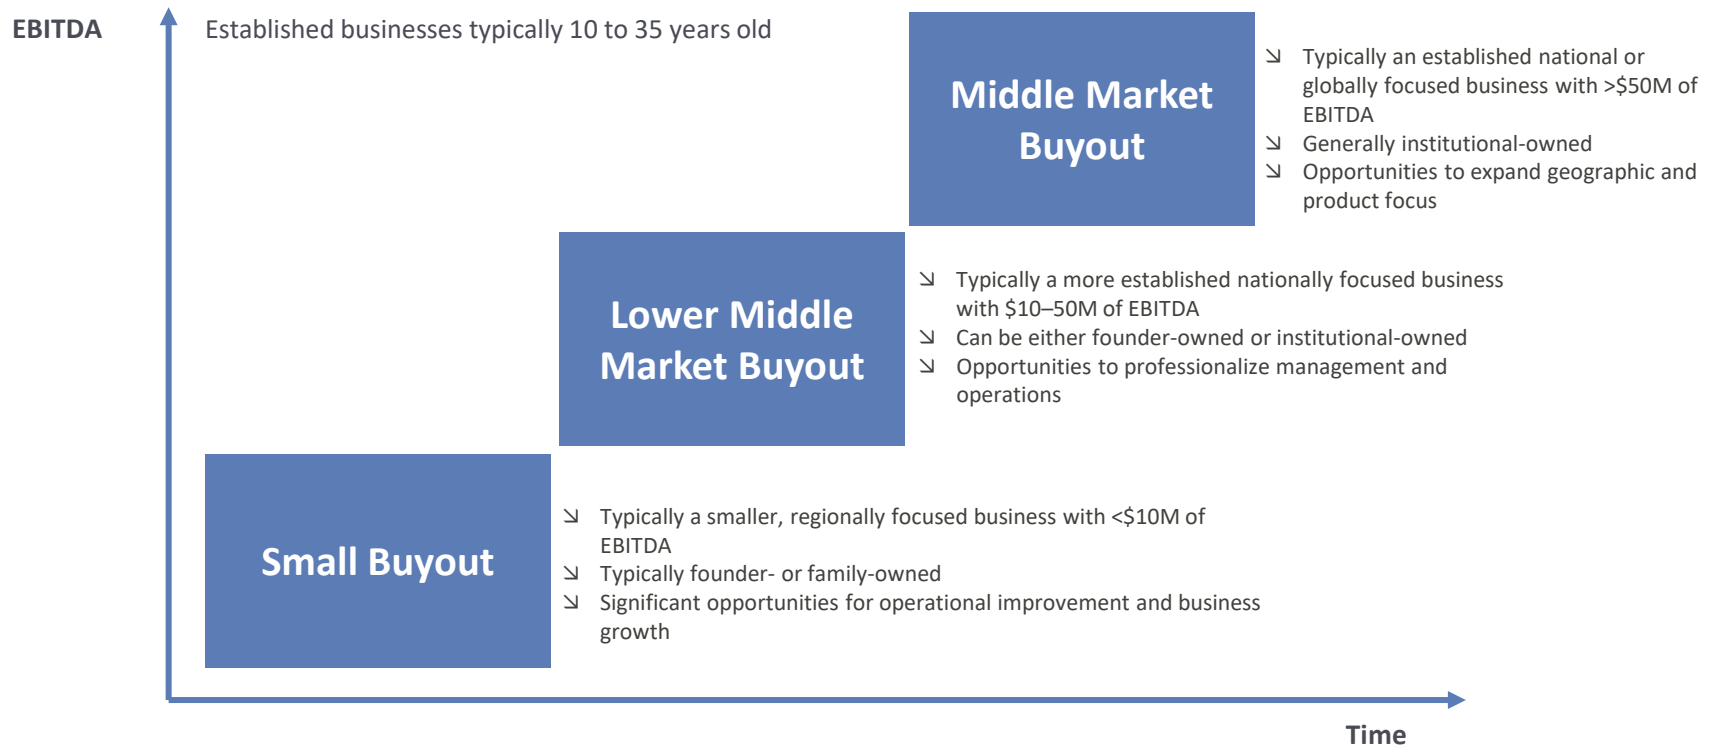 EBITDA
Established businesses typically 10 to 35 years old
Middle Market
Buyout
↘ Typically an established national or
globally focused business with >$50M of
EBITDA
↘ Generally institutional-owned
↘ Opportunities to expand geographic and
product focus
Lower Middle
Market Buyout
↘ Typically a more established nationally focused business
with $10–50M of EBITDA
↘ Can be either founder-owned or institutional-owned
↘ Opportunities to professionalize management and
operations
Small Buyout
↘ Typically a smaller, regionally focused business with <$10M of
EBITDA
↘ Typically founder- or family-owned
↘ Significant opportunities for operational improvement and business
growth
Time